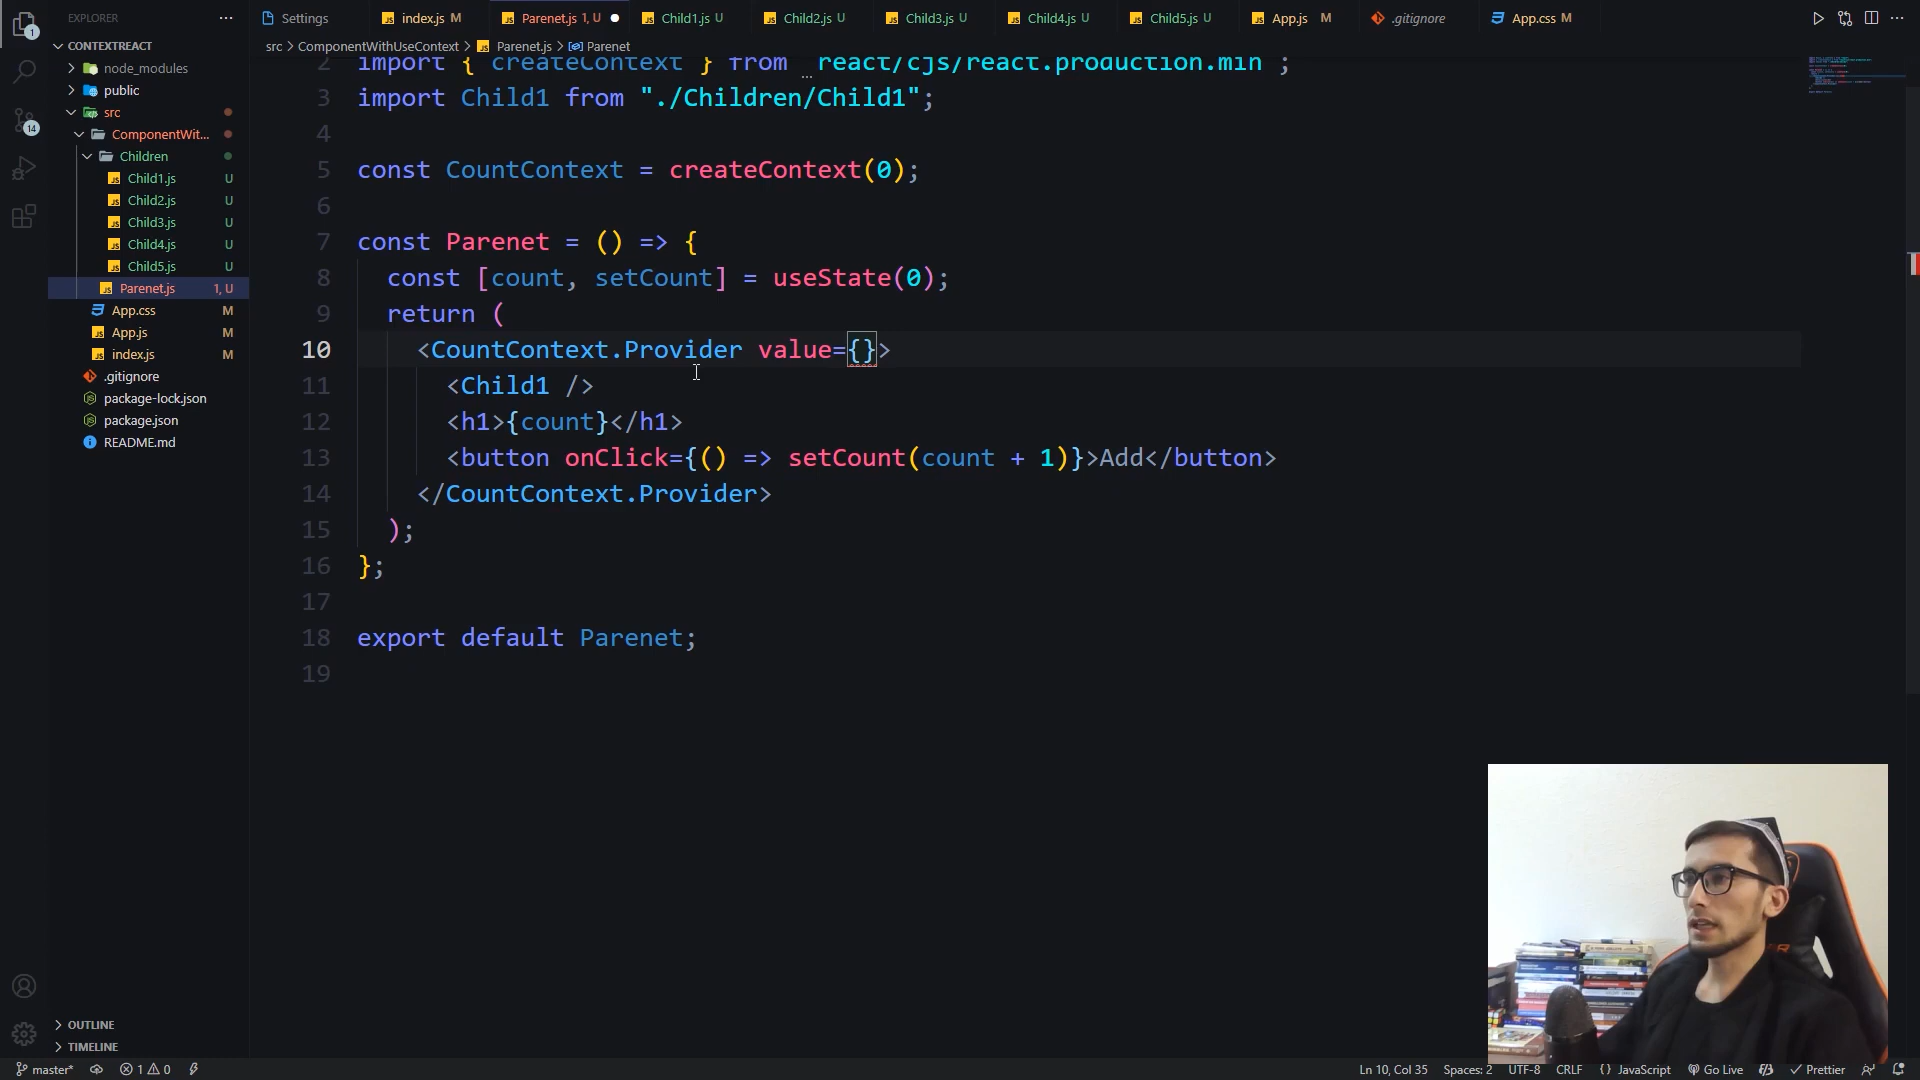 EXPLORER
CONTEXTREACT
node_modules
public
src
ComponentWit...
Children
Child1.js U
Child2.js U
Child3.js U
Child4.js U
Child5.js U
Parenet.js 1, U
App.css M
App.js M
index.js M
.gitignore
package-lock.json
package.json
README.md
OUTLINE
TIMELINE
1
14
Settings index.js M Parenet.js 1, U Child1.js U Child2.js U Child3.js U Child4.js U Child5.js U App.js M .gitignore App.css M
src > ComponentWithUseContext > Parenet.js > Parenet
2 import { createContext } from "react/cjs/react.production.min";
3 import Child1 from "./Children/Child1";
4
5 const CountContext = createContext(0);
6
7 const Parenet = () => {
8 const [count, setCount] = useState(0);
9 return (
10 <CountContext.Provider value={}>
11 <Child1 />
12 <h1>{count}</h1>
13 <button onClick={() => setCount(count + 1)}>Add</button>
14 </CountContext.Provider>
15 );
16 };
17
18 export default Parenet;
19
master* 1 0 Ln 10, Col 35 Spaces: 2 UTF-8 CRLF {} JavaScript Go Live Prettier